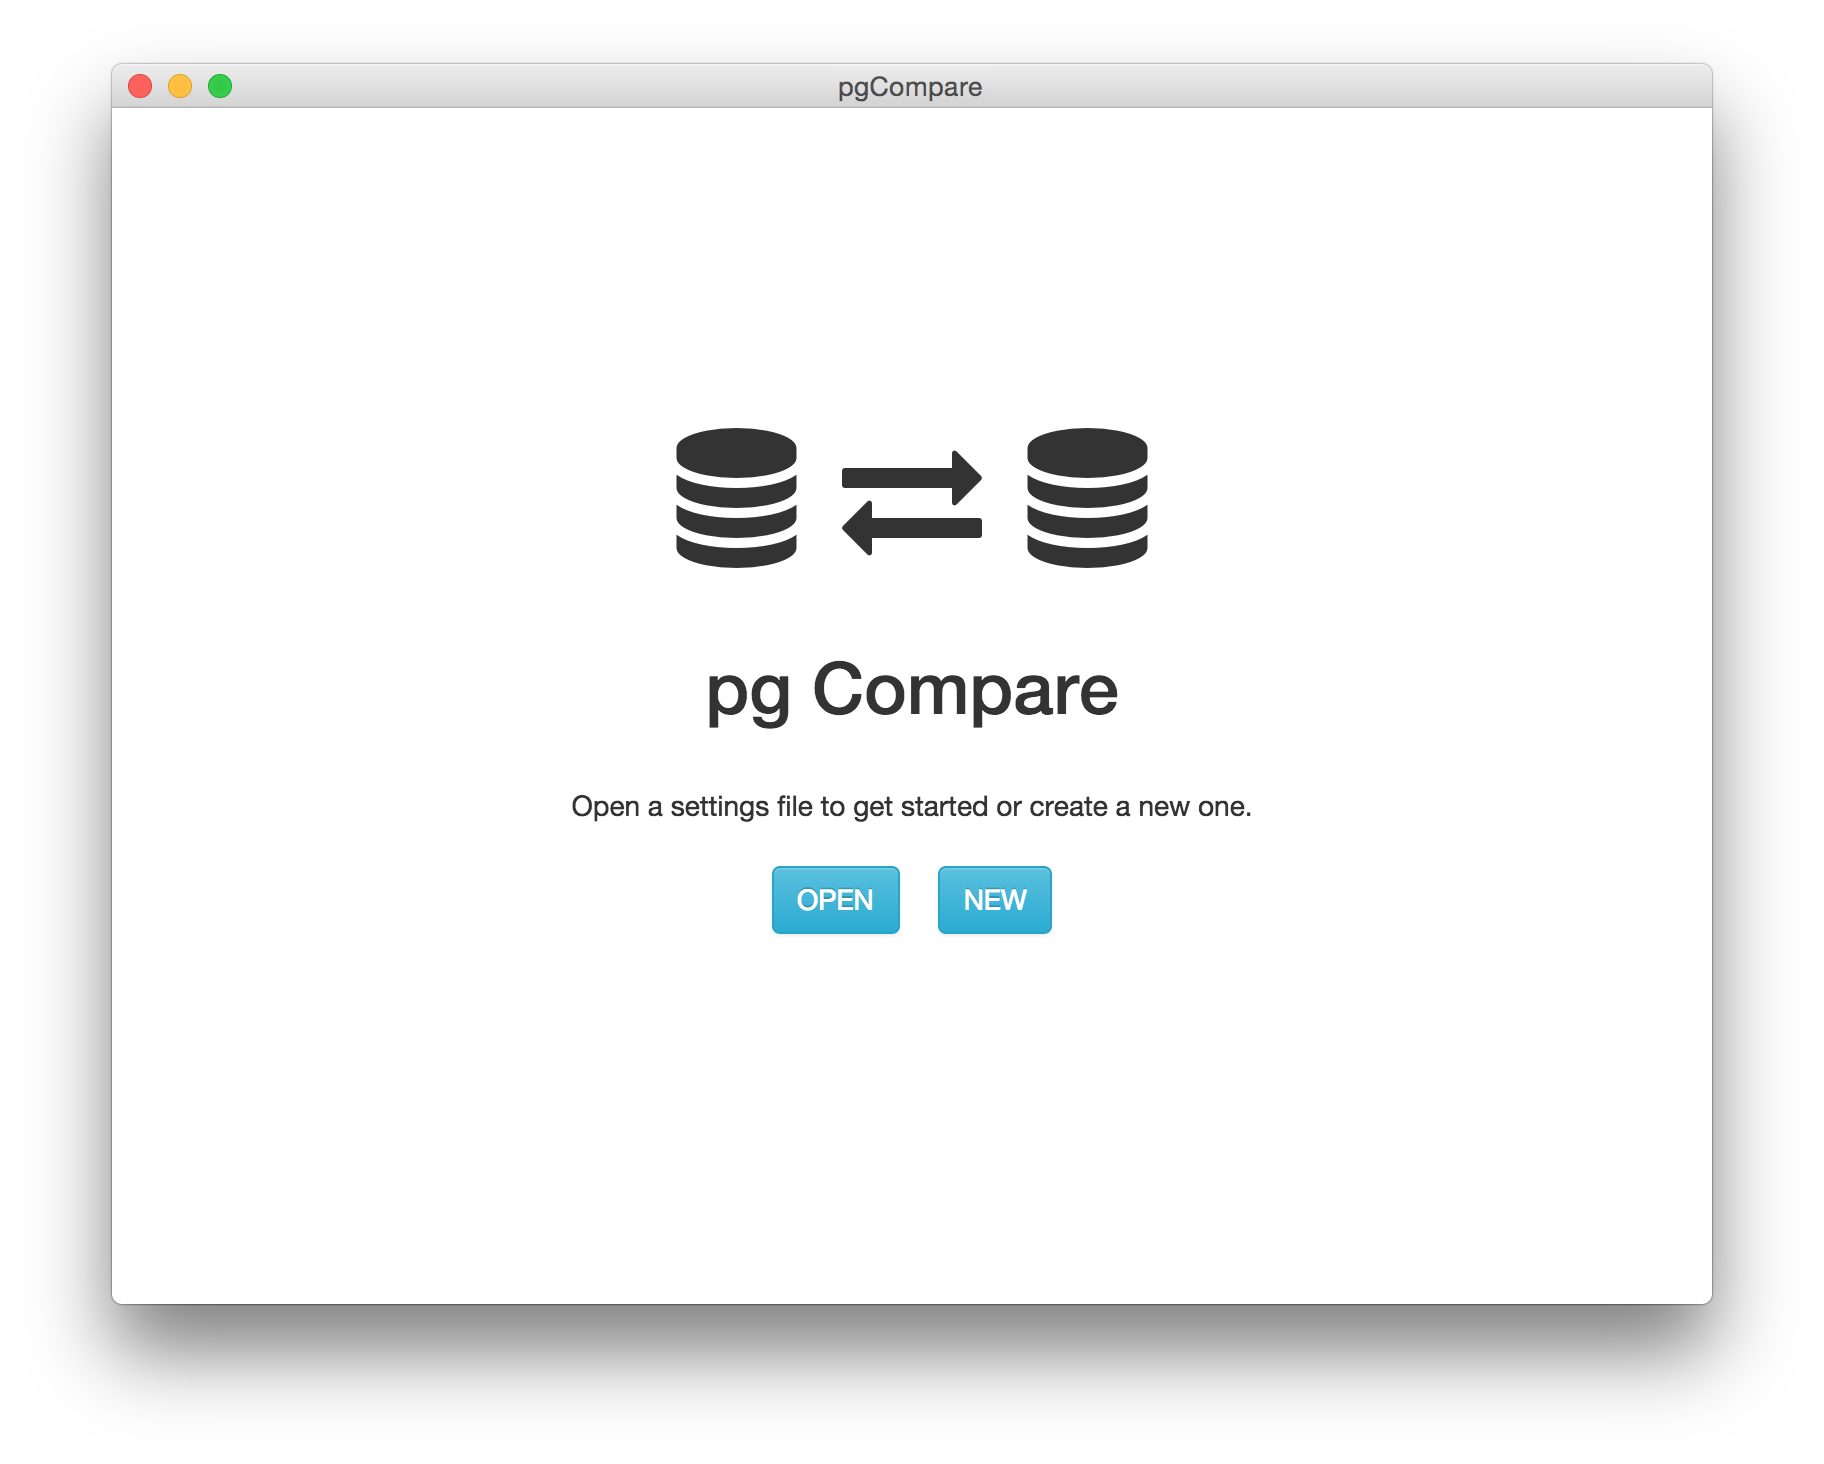 pgCompare
pg Compare
Open a settings file to get started or create a new one.
OPEN NEW